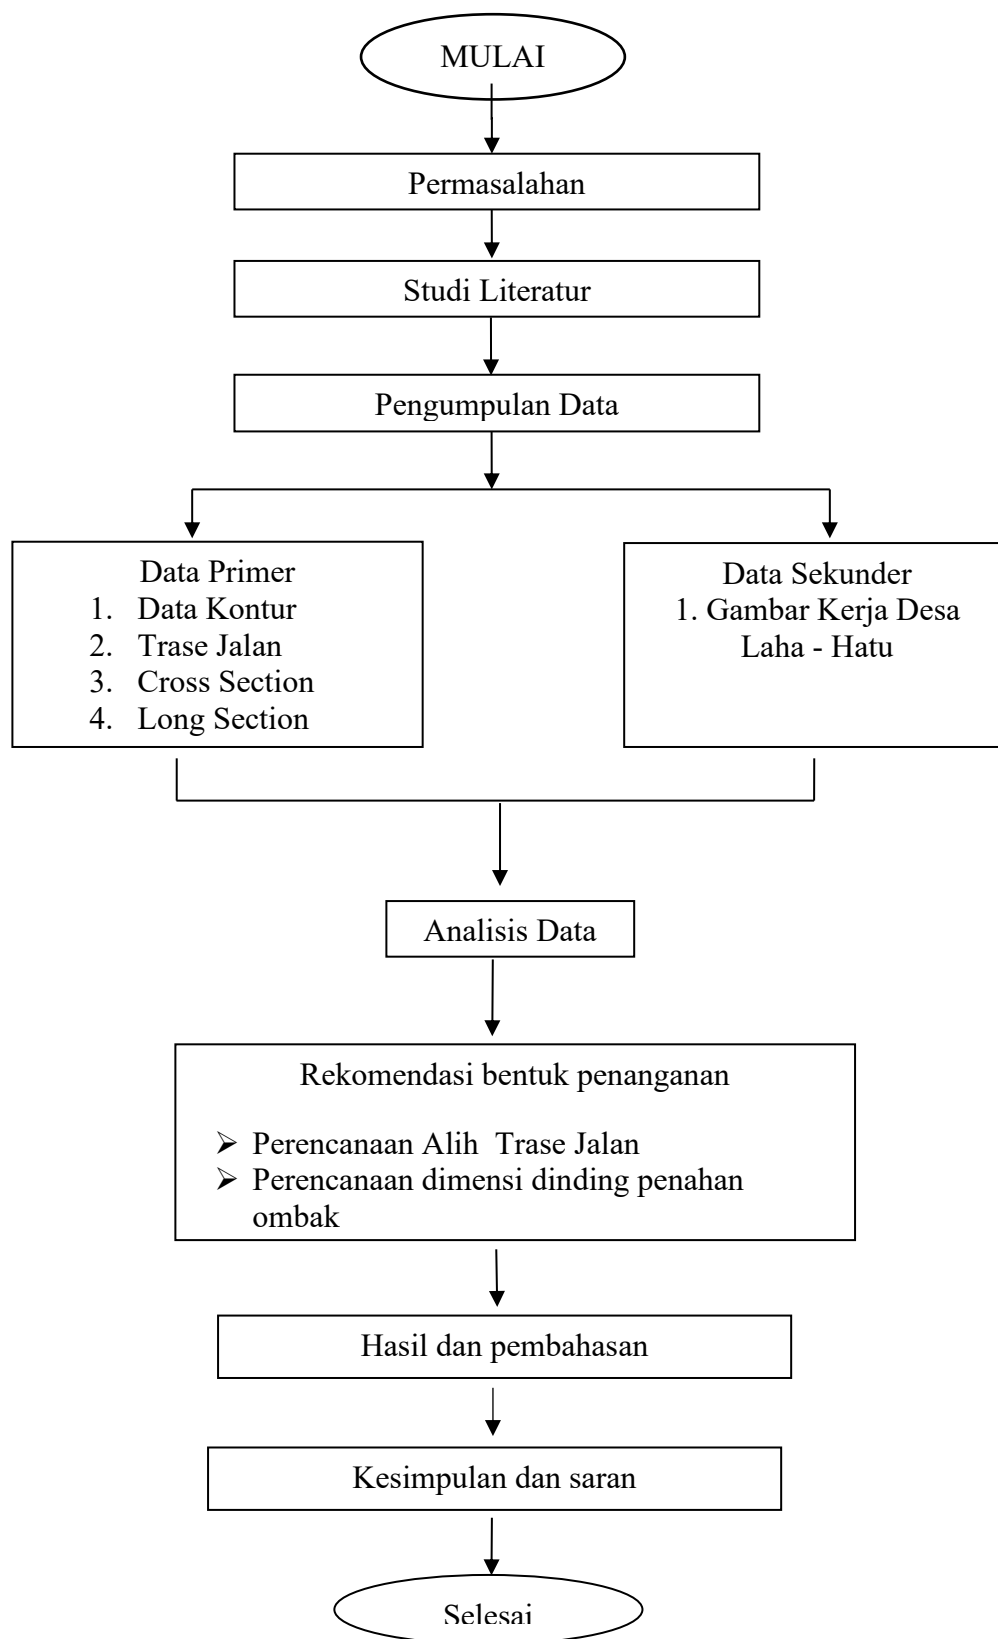 MULAI
Permasalahan
Studi Literatur
Pengumpulan Data
Data Primer
1. Data Kontur
2. Trase Jalan
3. Cross Section
4. Long Section
Data Sekunder
1. Gambar Kerja Desa
Laha - Hatu
Analisis Data
Rekomendasi bentuk penanganan
➢ Perencanaan Alih Trase Jalan
➢ Perencanaan dimensi dinding penahan
ombak
Hasil dan pembahasan
Kesimpulan dan saran
Selesai